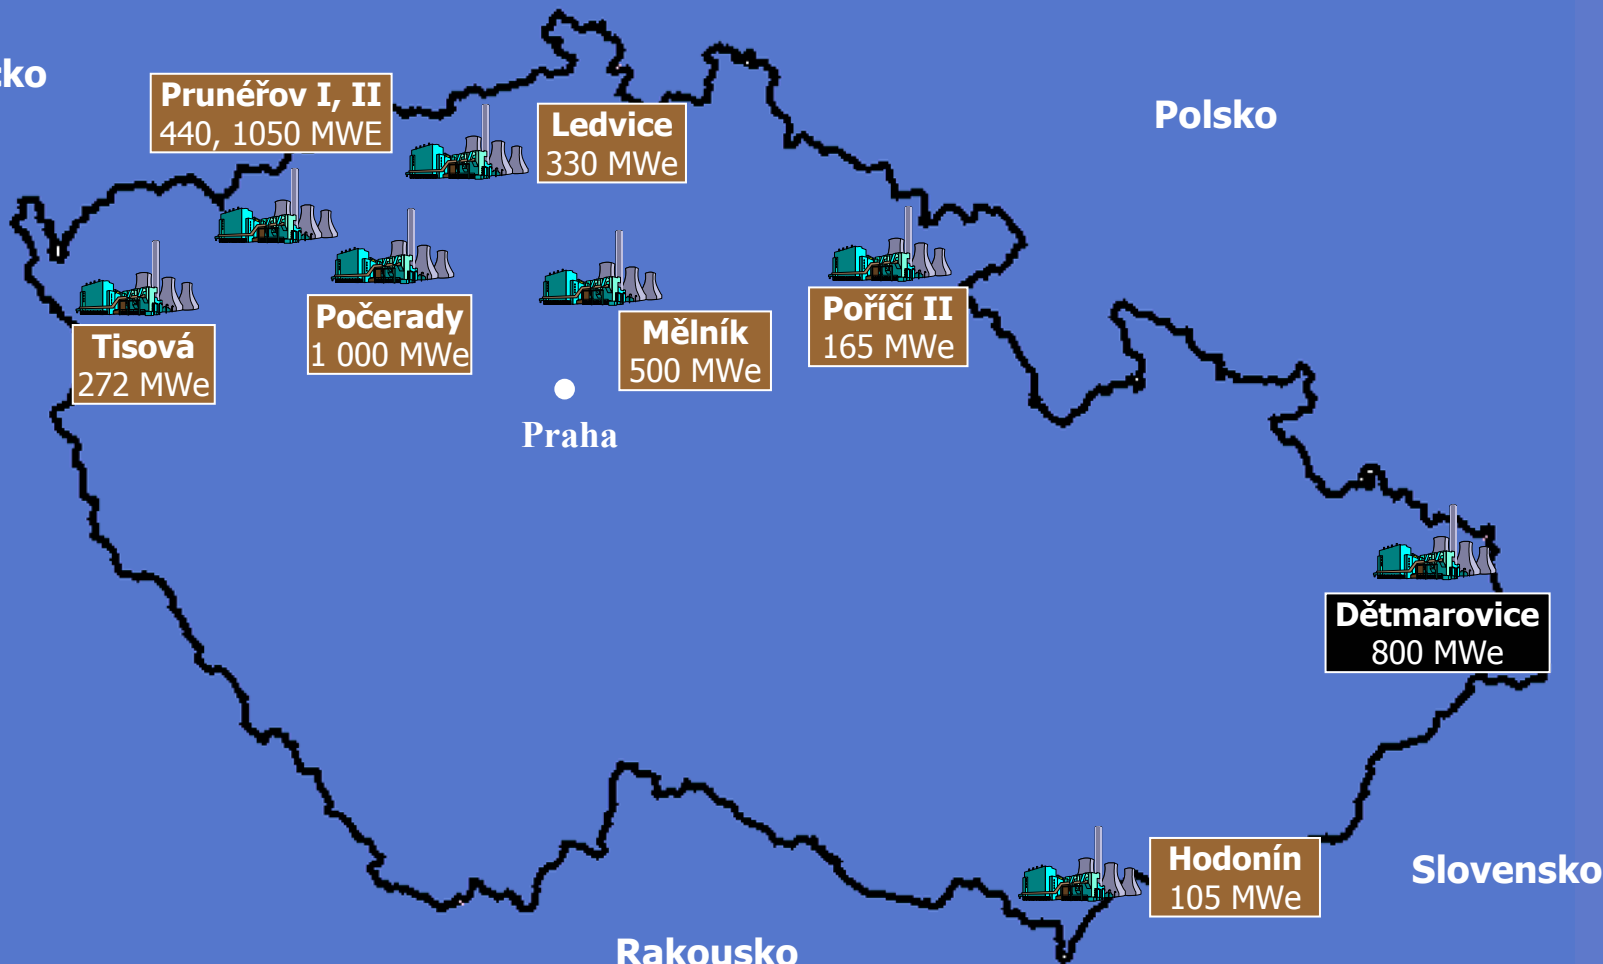 Prunéřov I, II
440, 1050 MWE
Ledvice
330 MWe
Polsko
Tisová
272 MWe
Počerady
1 000 MWe
Mělník
500 MWe
Poříčí II
165 MWe
Praha
Dětmarovice
800 MWe
Hodonín
105 MWe
Slovensko
Rakousko